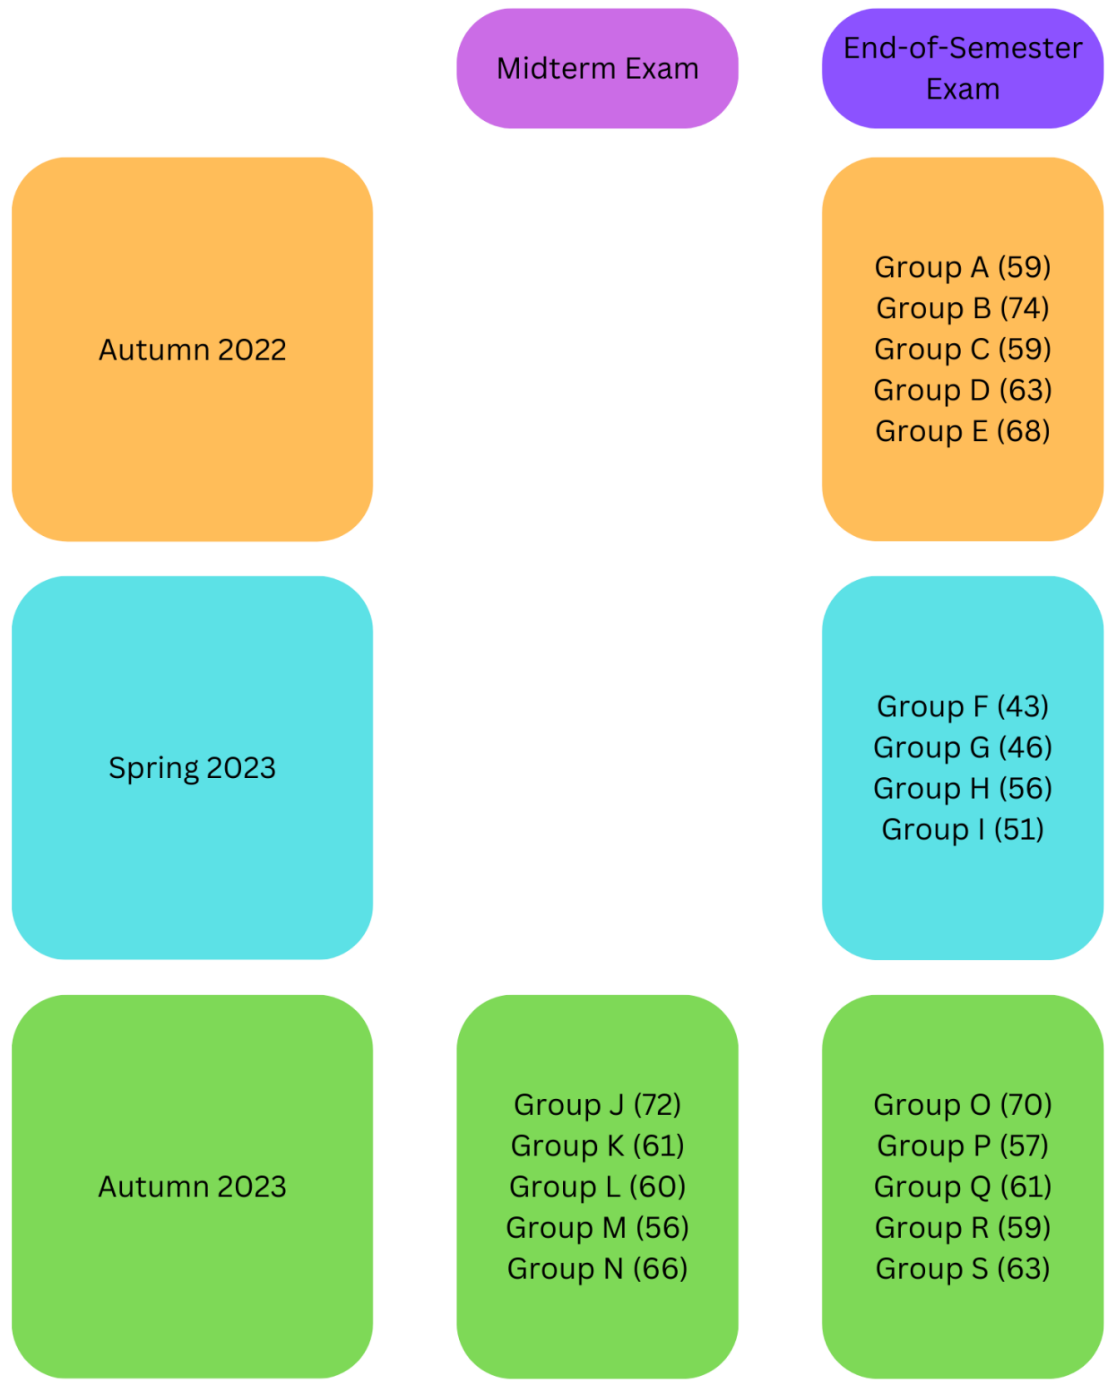 Midterm Exam
End-of-Semester
Exam
Autumn 2022
Group A (59)
Group B (74)
Group C (59)
Group D (63)
Group E (68)
Spring 2023
Group F (43)
Group G (46)
Group H (56)
Group I (51)
Autumn 2023
Group J (72)
Group K (61)
Group L (60)
Group M (56)
Group N (66)
Group O (70)
Group P (57)
Group Q (61)
Group R (59)
Group S (63)